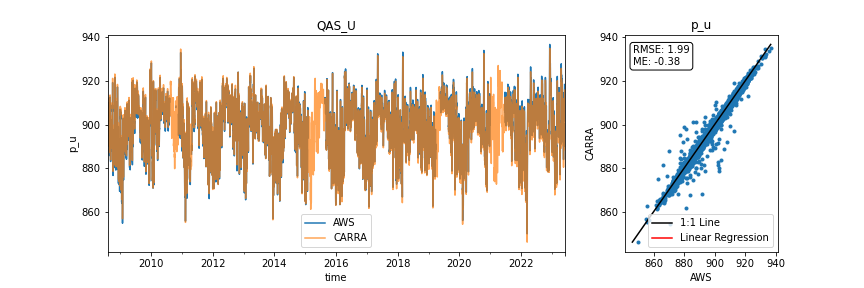 QAS_U
p_u
940
920
900
880
860
p_u
2010
2012
2014
2016
2018
2020
2022
time
AWS
CARRA
RMSE: 1.99
ME: -0.38
940
920
900
880
860
CARRA
1:1 Line
Linear Regression
860
880
900
920
940
AWS